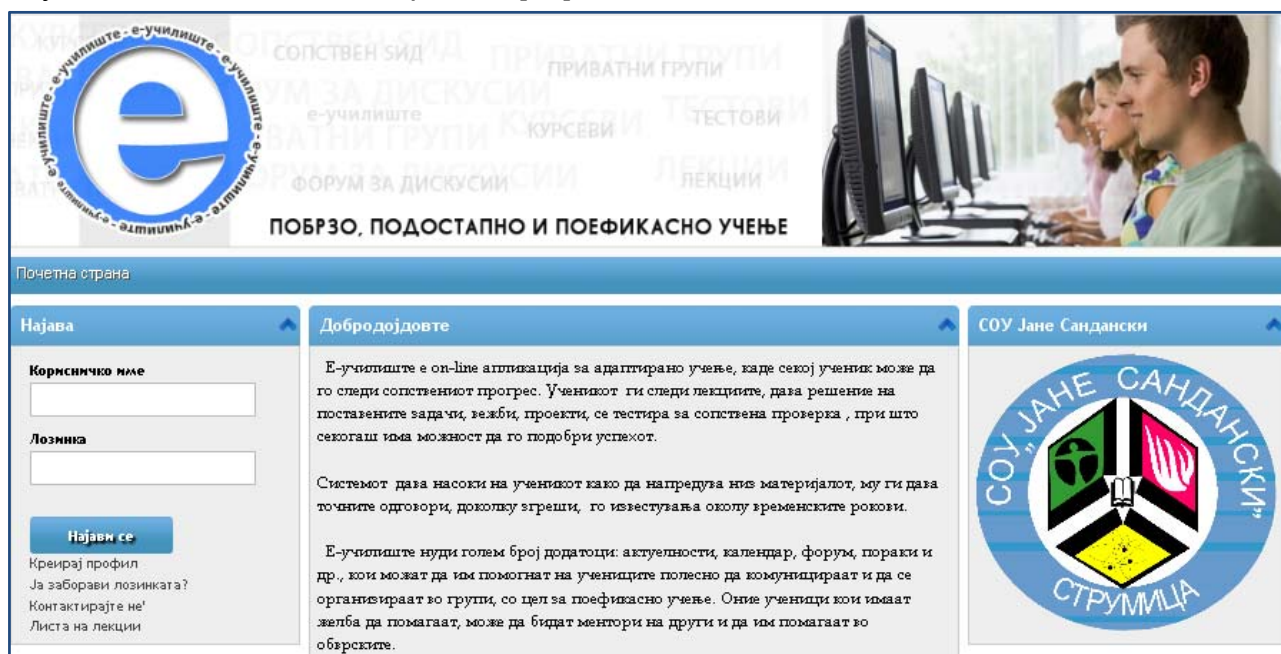 е-училиште - е-училиште - е-училиште - е-училиште - е-училиште - е-училиште
СОПСТВЕН ЅИД
ПРИВАТНИ ГРУПИ
е-училиште
КУРСЕВИ
ТЕСТОВИ
ФОРУМ ЗА ДИСКУСИИ
ЛЕКЦИИ
ПОБРЗО, ПОДОСТАПНО И ПОЕФИКАСНО УЧЕЊЕ
Почетна страна
Најава
Корисничко име
Лозинка
Најави се
Креирај профил
Ја заборави лозинката?
Контактирајте не'
Листа на лекции
Добродојдовте
Е-училиште е on-line апликација за адаптирано учење, каде секој ученик може да
го следи сопствениот прогрес. Ученикот ги следи лекциите, дава решение на
поставените задачи, вежби, проекти, се тестира за сопствена проверка , при што
секогаш има можност да го подобри успехот.
Системот дава насоки на ученикот како да напредува низ материјалот, му ги дава
точните одговори, доколку згреши, го известувања околу временските рокови.
Е-училиште нуди голем број додатоци: актуелности, календар, форум, пораки и
др., кои можат да им помогнат на учениците полесно да комуницираат и да се
организираат во групи, со цел за поефикасно учење. Оние ученици кои имаат
желба да помагаат, може да бидат ментори на други и да им помагаат во
обврските.
СОУ Јане Сандански
СОУ „ЈАНЕ САНДАНСКИ"
СТРУМИЦА